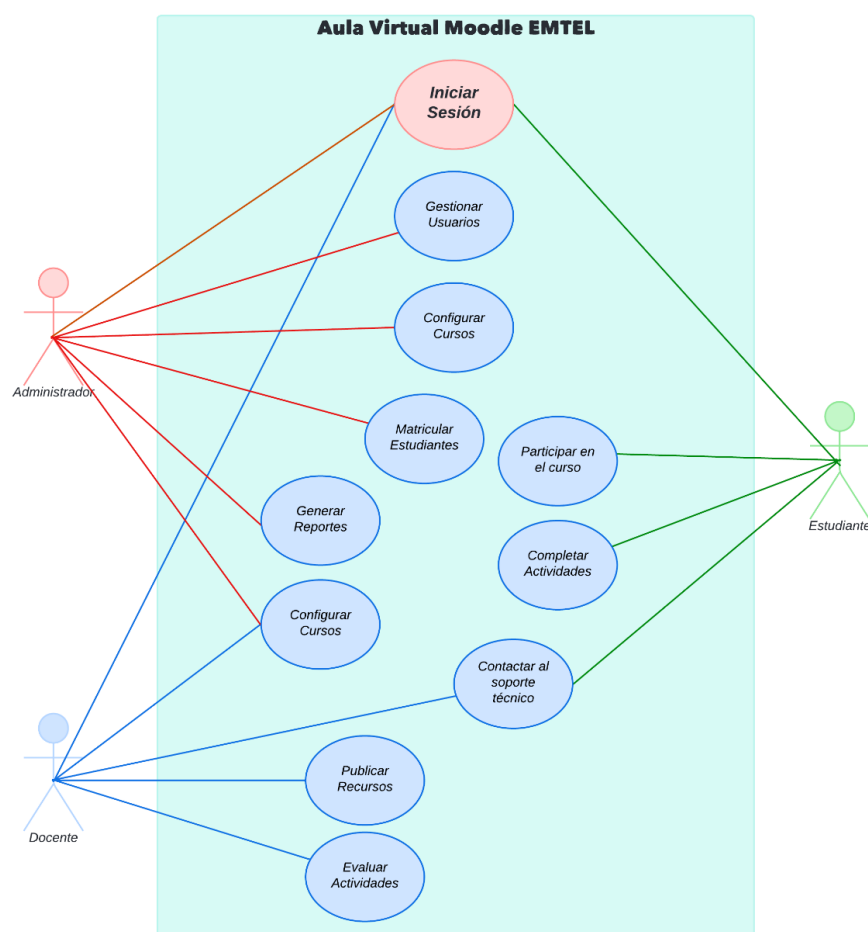 Aula Virtual Moodle EMTEL
Iniciar
Sesión
Gestionar
Usuarios
Configurar
Cursos
Administrador
Matricular
Estudiantes
Participar en
el curso
Estudiante
Generar
Reportes
Completar
Actividades
Configurar
Cursos
Contactar al
soporte
técnico
Docente
Publicar
Recursos
Evaluar
Actividades